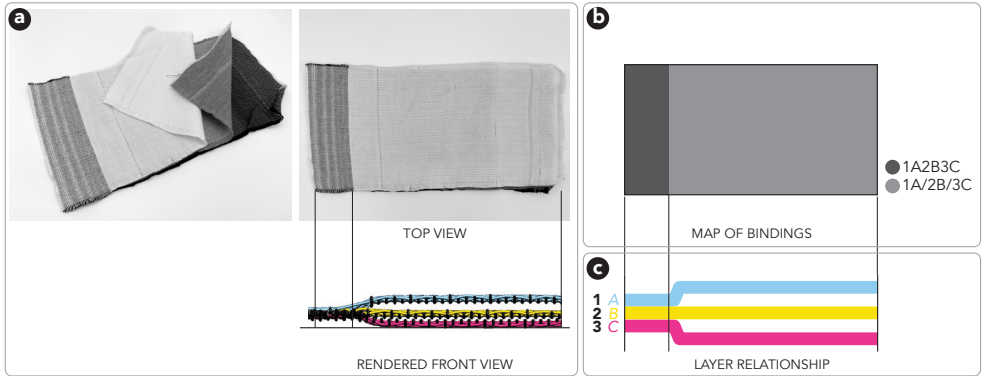 a
TOP VIEW
RENDERED FRONT VIEW
b
1A2B3C
1A/2B/3C
MAP OF BINDINGS
c
1 A
2 B
3 C
LAYER RELATIONSHIP